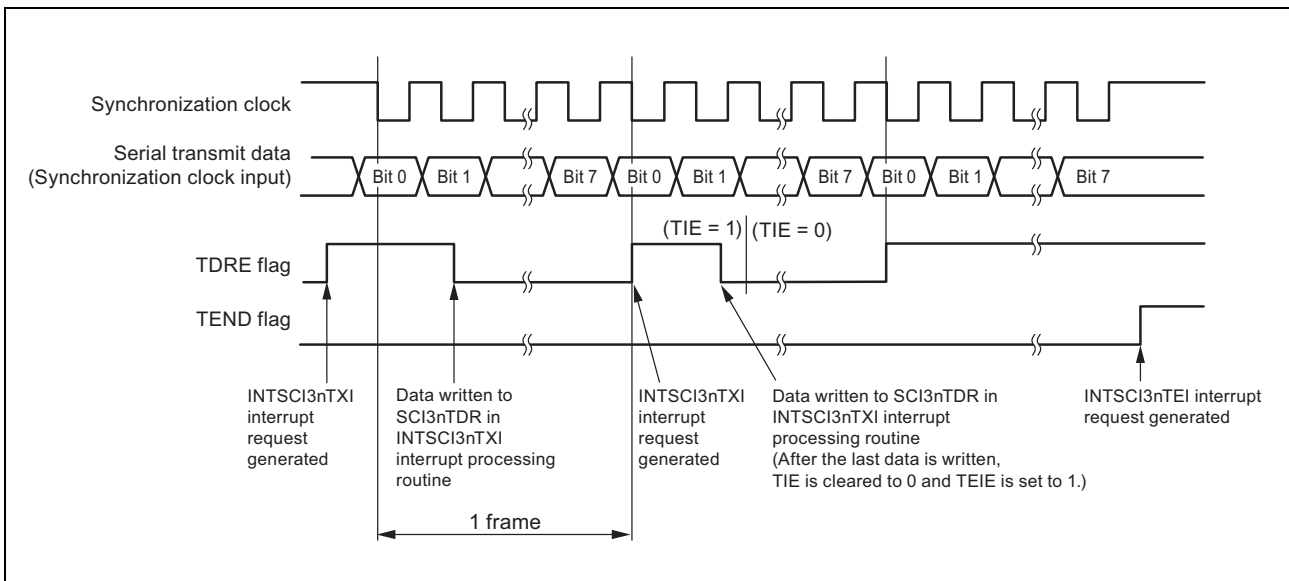 Synchronization clock
Serial transmit data
(Synchronization clock input)
Bit 0 Bit 1 Bit 7 Bit 0 Bit 1 Bit 7 Bit 0 Bit 1 Bit 7
(TIE = 1) (TIE = 0)
TDRE flag
TEND flag
INTSCI3nTXI
interrupt
request
generated
Data written to
SCI3nTDR in
INTSCI3nTXI
interrupt processing
routine
INTSCI3nTXI
interrupt
request
generated
Data written to SCI3nTDR in
INTSCI3nTXI interrupt
processing routine
(After the last data is written,
TIE is cleared to 0 and TEIE is set to 1.)
INTSCI3nTEI interrupt
request generated
1 frame